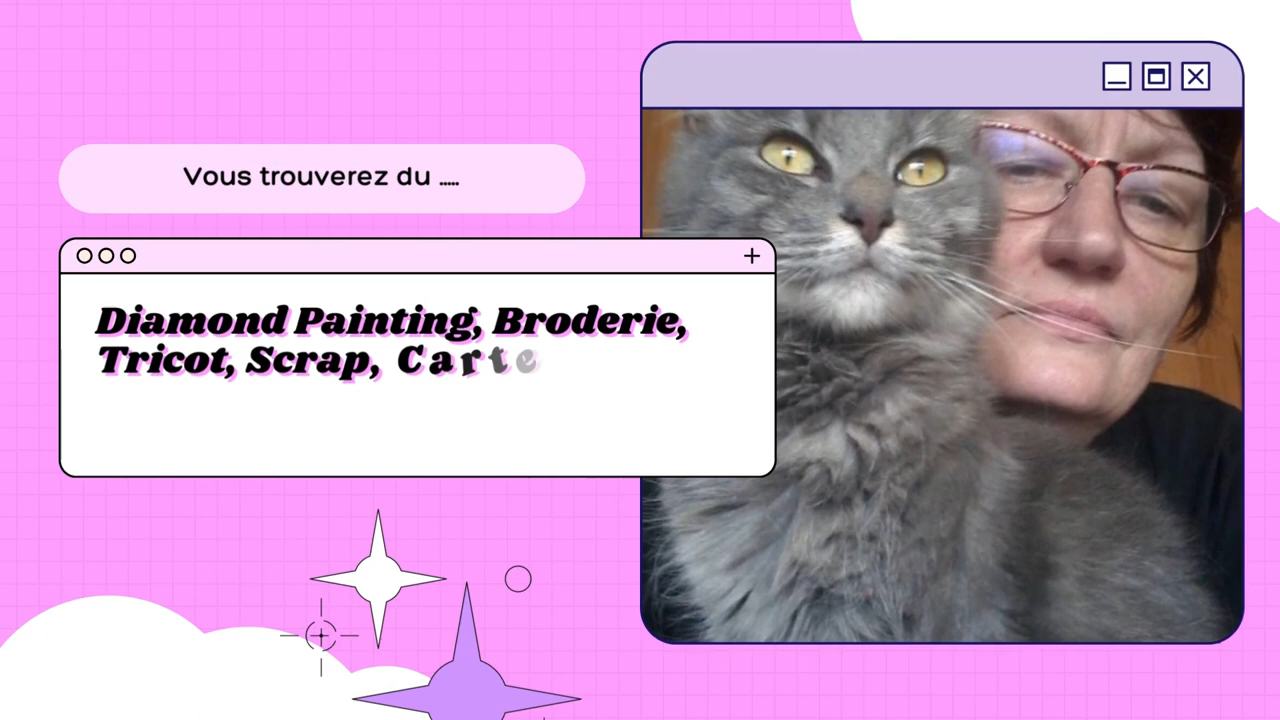 Vous trouverez du .....
Diamond Painting, Broderie,
Tricot, Scrap, Carte